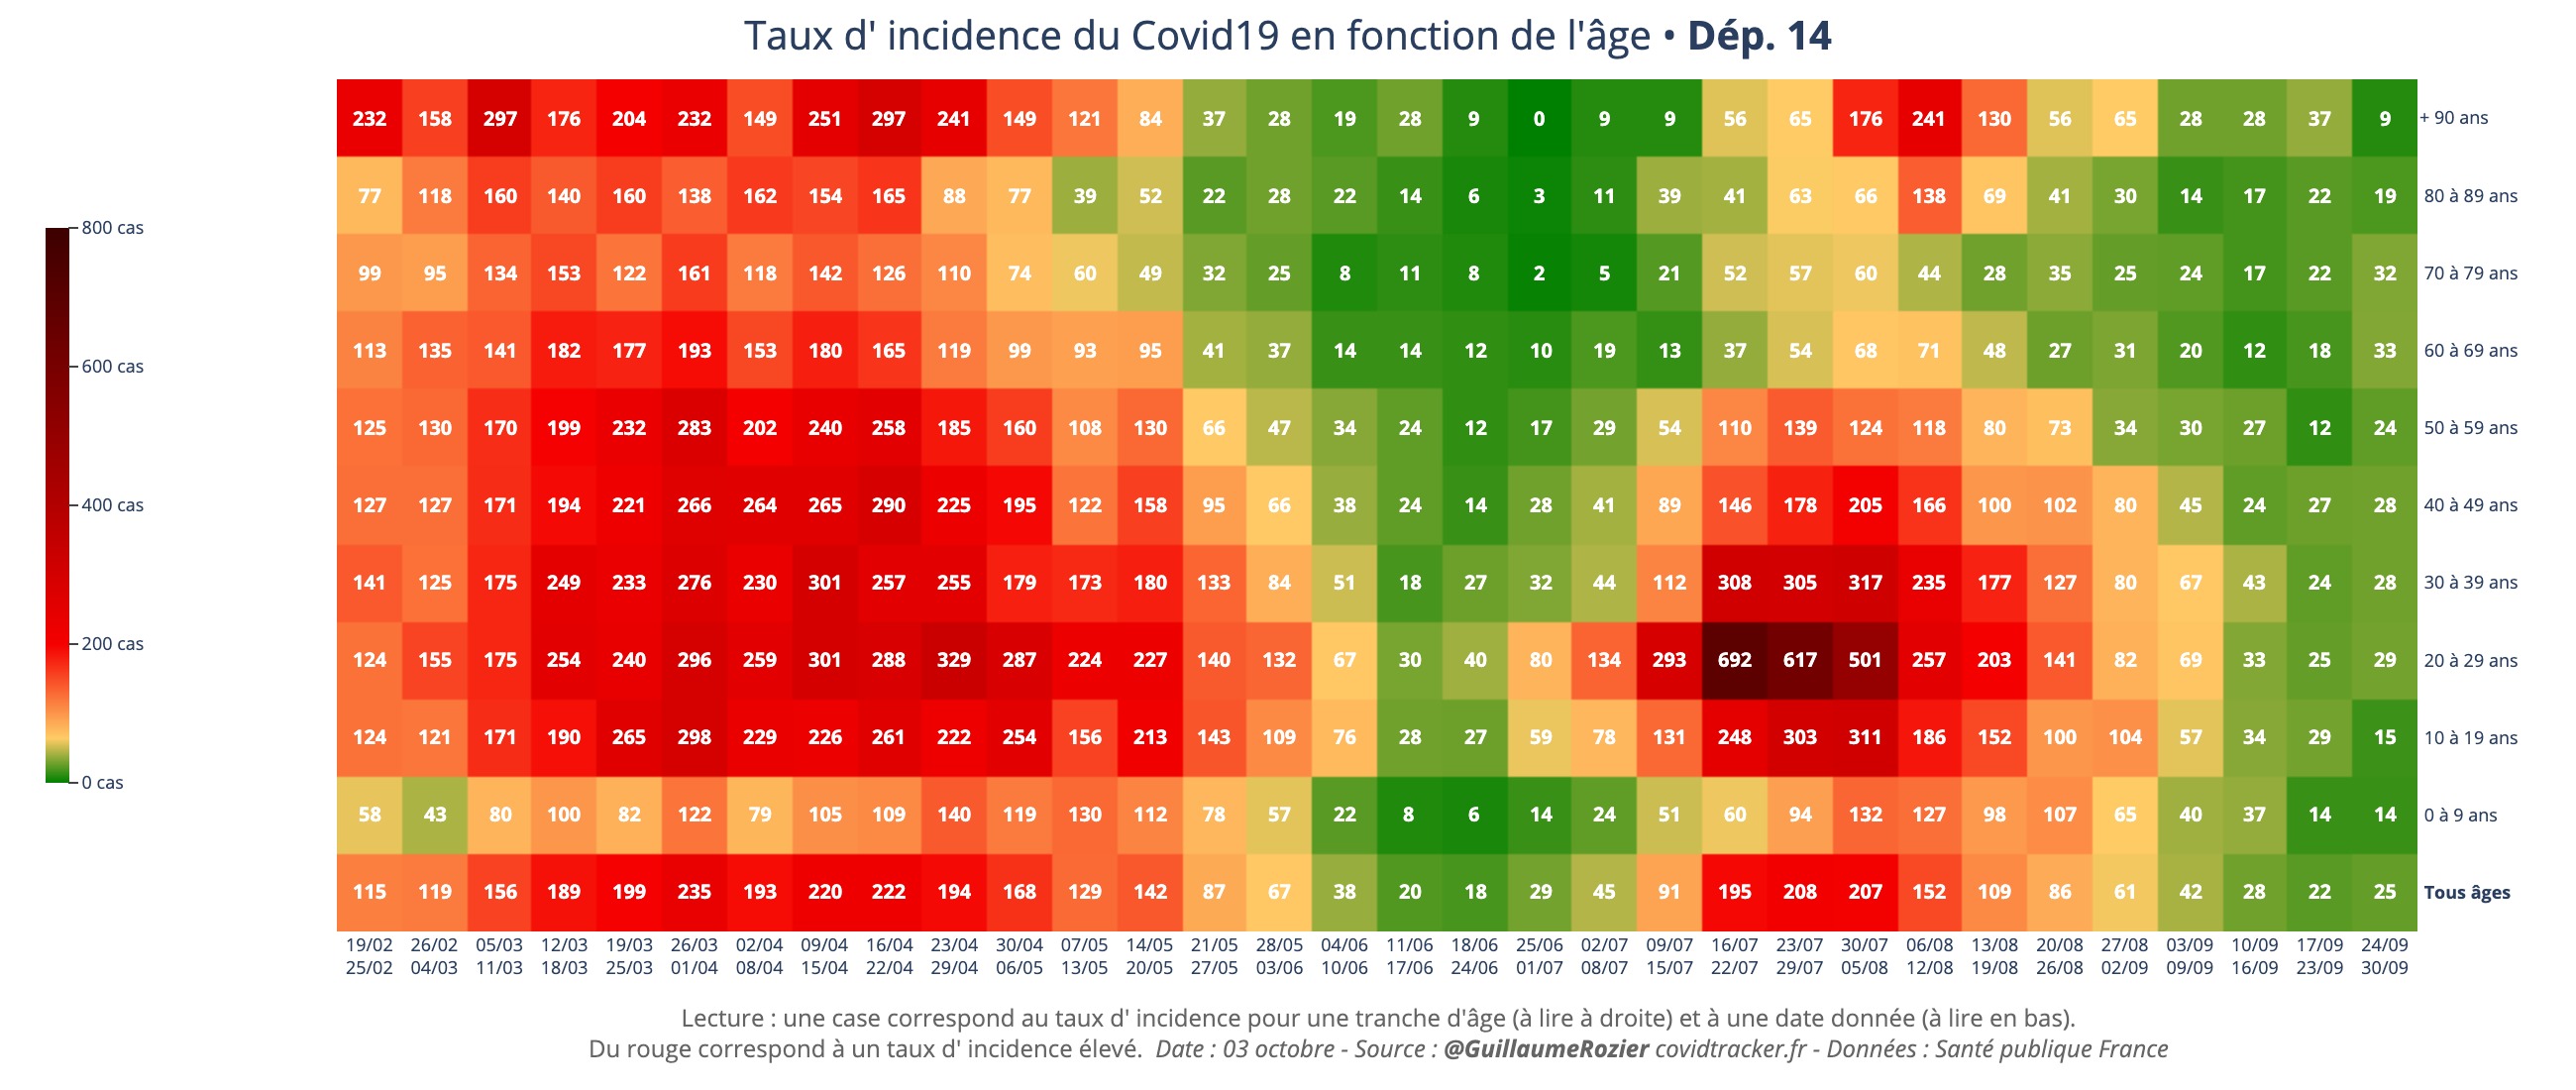 Taux d' incidence du Covid19 en fonction de l'âge • Dép. 14
800 cas
600 cas
400 cas
200 cas
0 cas
232 158 297 176 204 232 149 251 297 241 149 121 84 37 28 19 28 9 0 9 9 56 65 176 241 130 56 65 28 28 37 9 + 90 ans
77 118 160 140 160 138 162 154 165 88 77 39 52 22 28 22 14 6 3 11 39 41 63 66 138 69 41 30 14 17 22 19 80 à 89 ans
99 95 134 153 122 161 118 142 126 110 74 60 49 32 25 8 11 8 2 5 21 52 57 60 44 28 35 25 24 17 22 32 70 à 79 ans
113 135 141 182 177 193 153 180 165 119 99 93 95 41 37 14 14 12 10 19 13 37 54 68 71 48 27 31 20 12 18 33 60 à 69 ans
125 130 170 199 232 283 202 240 258 185 160 108 130 66 47 34 24 12 17 29 54 110 139 124 118 80 73 34 30 27 12 24 50 à 59 ans
127 127 171 194 221 266 264 265 290 225 195 122 158 95 66 38 24 14 28 41 89 146 178 205 166 100 102 80 45 24 27 28 40 à 49 ans
141 125 175 249 233 276 230 301 257 255 179 173 180 133 84 51 18 27 32 44 112 308 305 317 235 177 127 80 67 43 24 28 30 à 39 ans
124 155 175 254 240 296 259 301 288 329 287 224 227 140 132 67 30 40 80 134 293 692 617 501 257 203 141 82 69 33 25 29 20 à 29 ans
124 121 171 190 265 298 229 226 261 222 254 156 213 143 109 76 28 27 59 78 131 248 303 311 186 152 100 104 57 34 29 15 10 à 19 ans
58 43 80 100 82 122 79 105 109 140 119 130 112 78 57 22 8 6 14 24 51 60 94 132 127 98 107 65 40 37 14 14 0 à 9 ans
115 119 156 189 199 235 193 220 222 194 168 129 142 87 67 38 20 18 29 45 91 195 208 207 152 109 86 61 42 28 22 25 Tous âges
19/02 26/02 05/03 12/03 19/03 26/03 02/04 09/04 16/04 23/04 30/04 07/05 14/05 21/05 28/05 04/06 11/06 18/06 25/06 02/07 09/07 16/07 23/07 30/07 06/08 13/08 20/08 27/08 03/09 10/09 17/09 24/09
25/02 04/03 11/03 18/03 25/03 01/04 08/04 15/04 22/04 29/04 06/05 13/05 20/05 27/05 03/06 10/06 17/06 24/06 01/07 08/07 15/07 22/07 29/07 05/08 12/08 19/08 26/08 02/09 09/09 16/09 23/09 30/09
Lecture : une case correspond au taux d' incidence pour une tranche d'âge (à lire à droite) et à une date donnée (à lire en bas).
Du rouge correspond à un taux d' incidence élevé. Date : 03 octobre - Source : @GuillaumeRozier covidtracker.fr - Données : Santé publique France